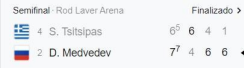 Semifinal · Rod Laver Arena Finalizado >
4 S. Tsitsipas 6⁵ 6 4 1
2 D. Medvedev 7⁷ 4 6 6